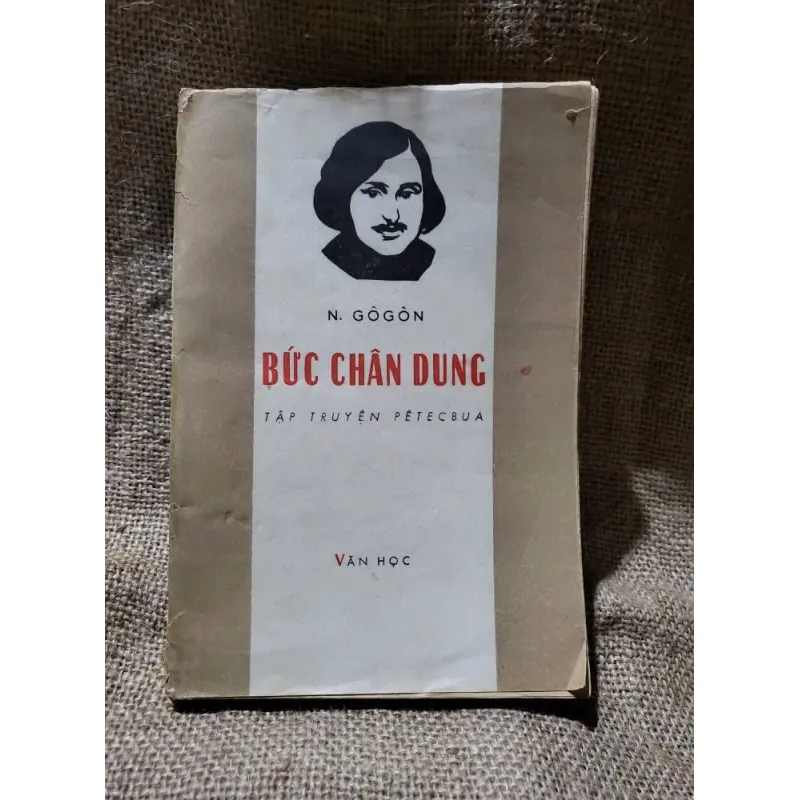 N. GÔGÔN
BỨC CHÂN DUNG
TẬP TRUYỆN PÊTECBUA
VĂN HỌC